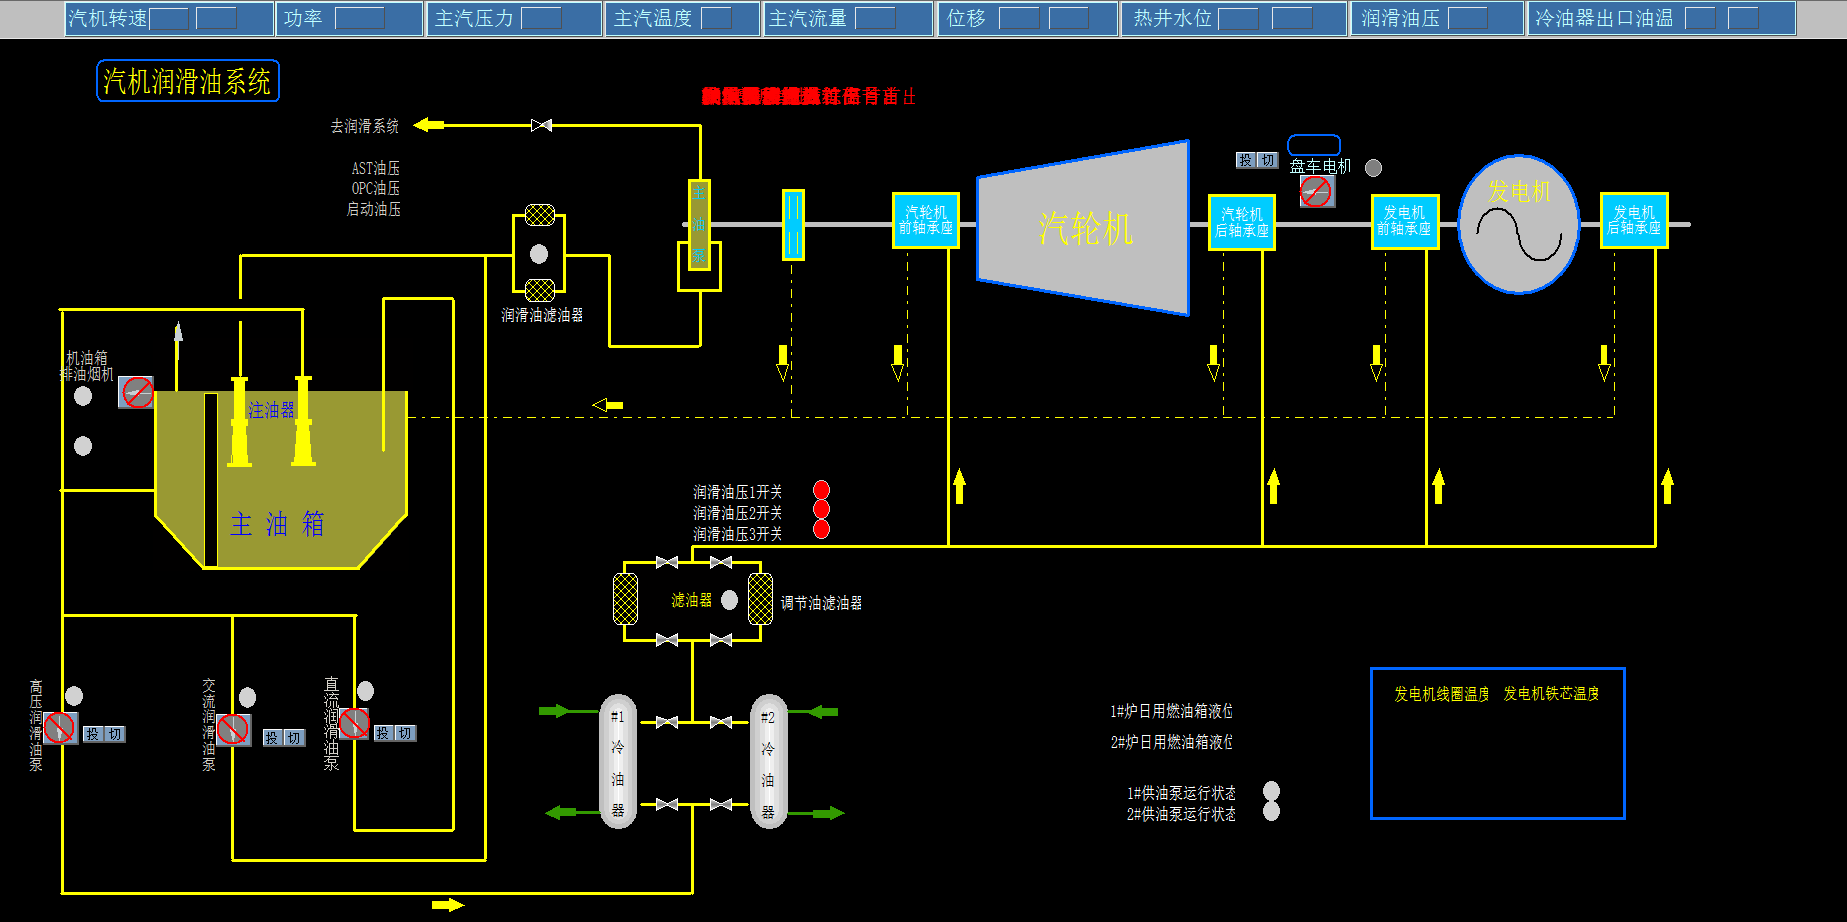 汽机转速
功率
主汽压力
主汽温度
主汽流量
位移
热井水位
润滑油压
冷油器出口油温
汽机润滑油系统
去润滑系统
AST油压
OPC油压
启动油压
润滑油滤油器
主油泵
汽轮机
前轴承座
汽轮机
汽轮机
后轴承座
投 切
盘车电机
发电机
前轴承座
发电机
发电机
后轴承座
机油箱
排油烟机
注油器
主油箱
润滑油压1开关
润滑油压2开关
润滑油压3开关
滤油器
调节油滤油器
高压润滑油泵
投 切
交流润滑油泵
投 切
直流润滑油泵
投 切
#1冷油器
#2冷油器
1#炉日用燃油箱液位
2#炉日用燃油箱液位
1#供油泵运行状态
2#供油泵运行状态
发电机线圈温度 发电机铁芯温度